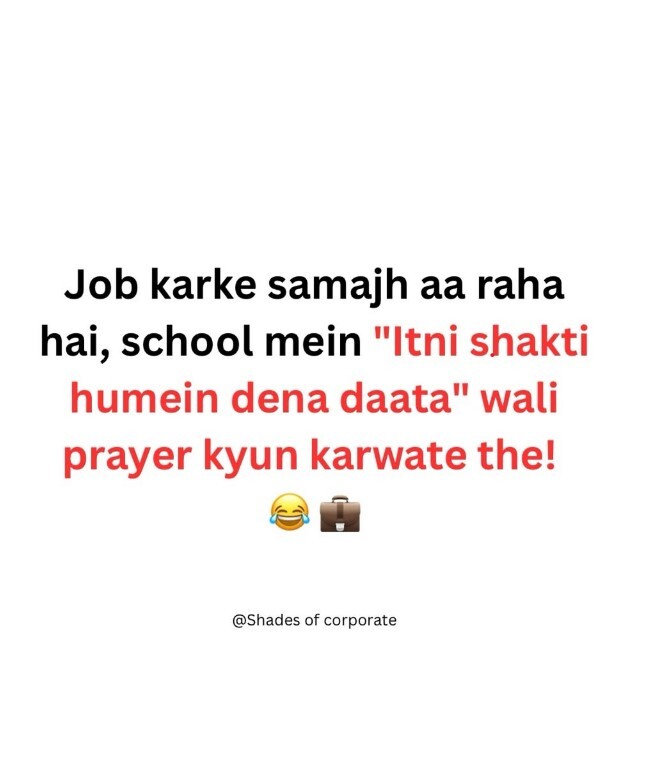 Job karke samajh aa raha
hai, school mein "Itni shakti
humein dena daata" wali
prayer kyun karwate the!
😂 💼
@Shades of corporate